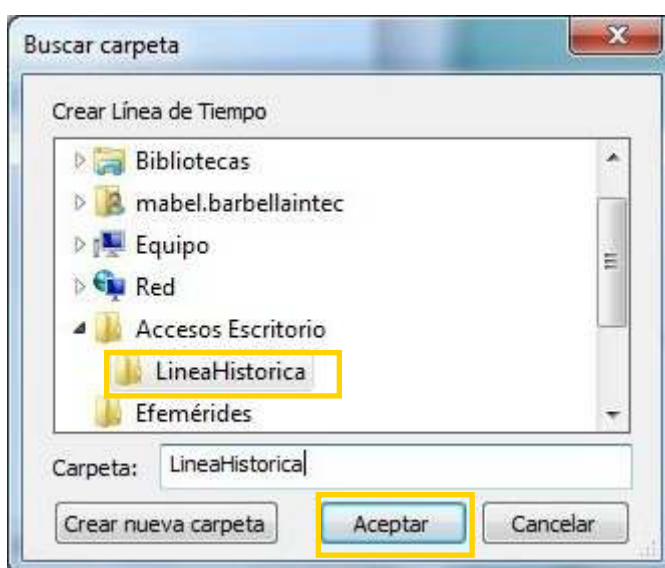 Buscar carpeta
Crear Línea de Tiempo
Bibliotecas
mabel.barbellaintec
Equipo
Red
Accesos Escritorio
LineaHistorica
Efemérides
Carpeta: LineaHistorica
Crear nueva carpeta Aceptar Cancelar